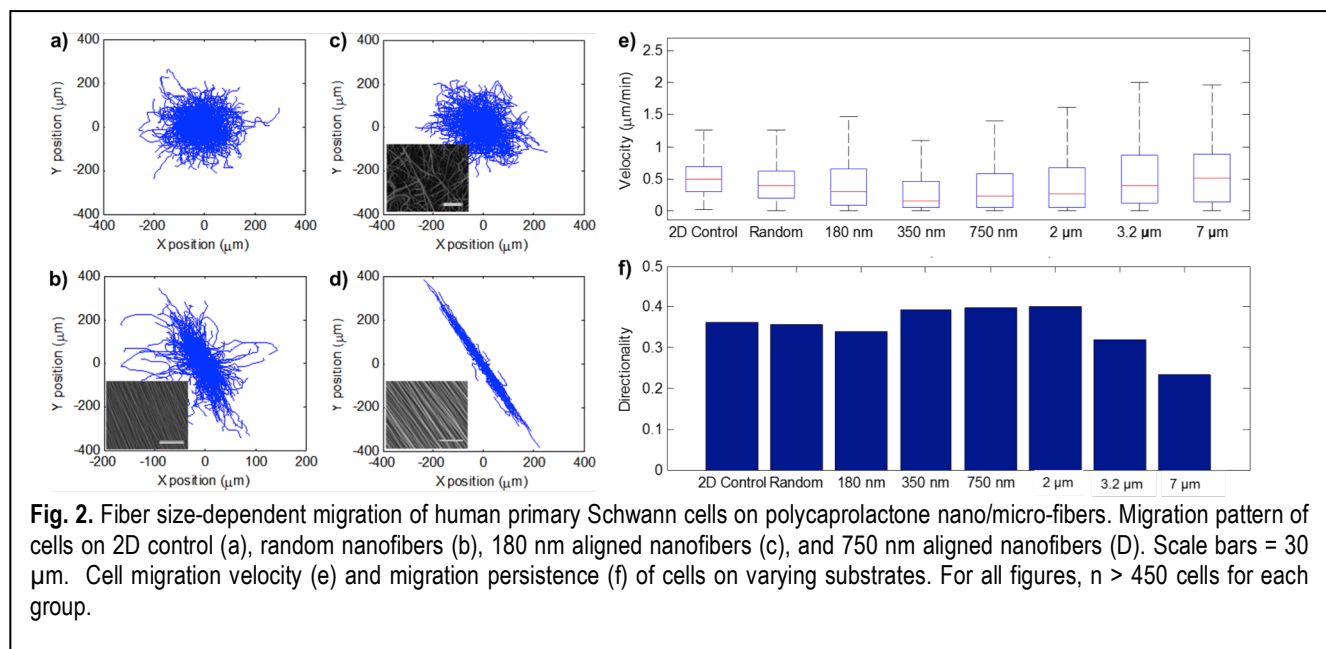 a)
400
200
0
-200
-400
Y position (μm)
-400 -200 0 200 400
X position (μm)
c)
400
200
0
-200
-400
Y position (μm)
-400 -200 0 200 400
X position (μm)
b)
400
200
0
-200
-400
Y position (μm)
-200 -100 0 100 200
X position (μm)
d)
400
200
0
-200
-400
Y position (μm)
-400 -200 0 200 400
X position (μm)
e)
2.5
2
1.5
1
0.5
0
Velocity (μm/min)
2D Control Random 180 nm 350 nm 750 nm 2 μm 3.2 μm 7 μm
f)
0.5
0.4
0.3
0.2
0.1
0
Directionality
2D Control Random 180 nm 350 nm 750 nm 2 μm 3.2 μm 7 μm
Fig. 2. Fiber size-dependent migration of human primary Schwann cells on polycaprolactone nano/micro-fibers. Migration pattern of
cells on 2D control (a), random nanofibers (b), 180 nm aligned nanofibers (c), and 750 nm aligned nanofibers (D). Scale bars = 30
μm. Cell migration velocity (e) and migration persistence (f) of cells on varying substrates. For all figures, n > 450 cells for each
group.